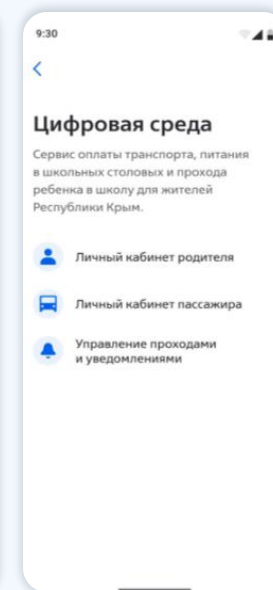 9:30
Цифровая среда
Сервис оплаты транспорта, питания
в школьных столовых и прохода
ребенка в школу для жителей
Республики Крым.
Личный кабинет родителя
Личный кабинет пассажира
Управление проходами
и уведомлениями